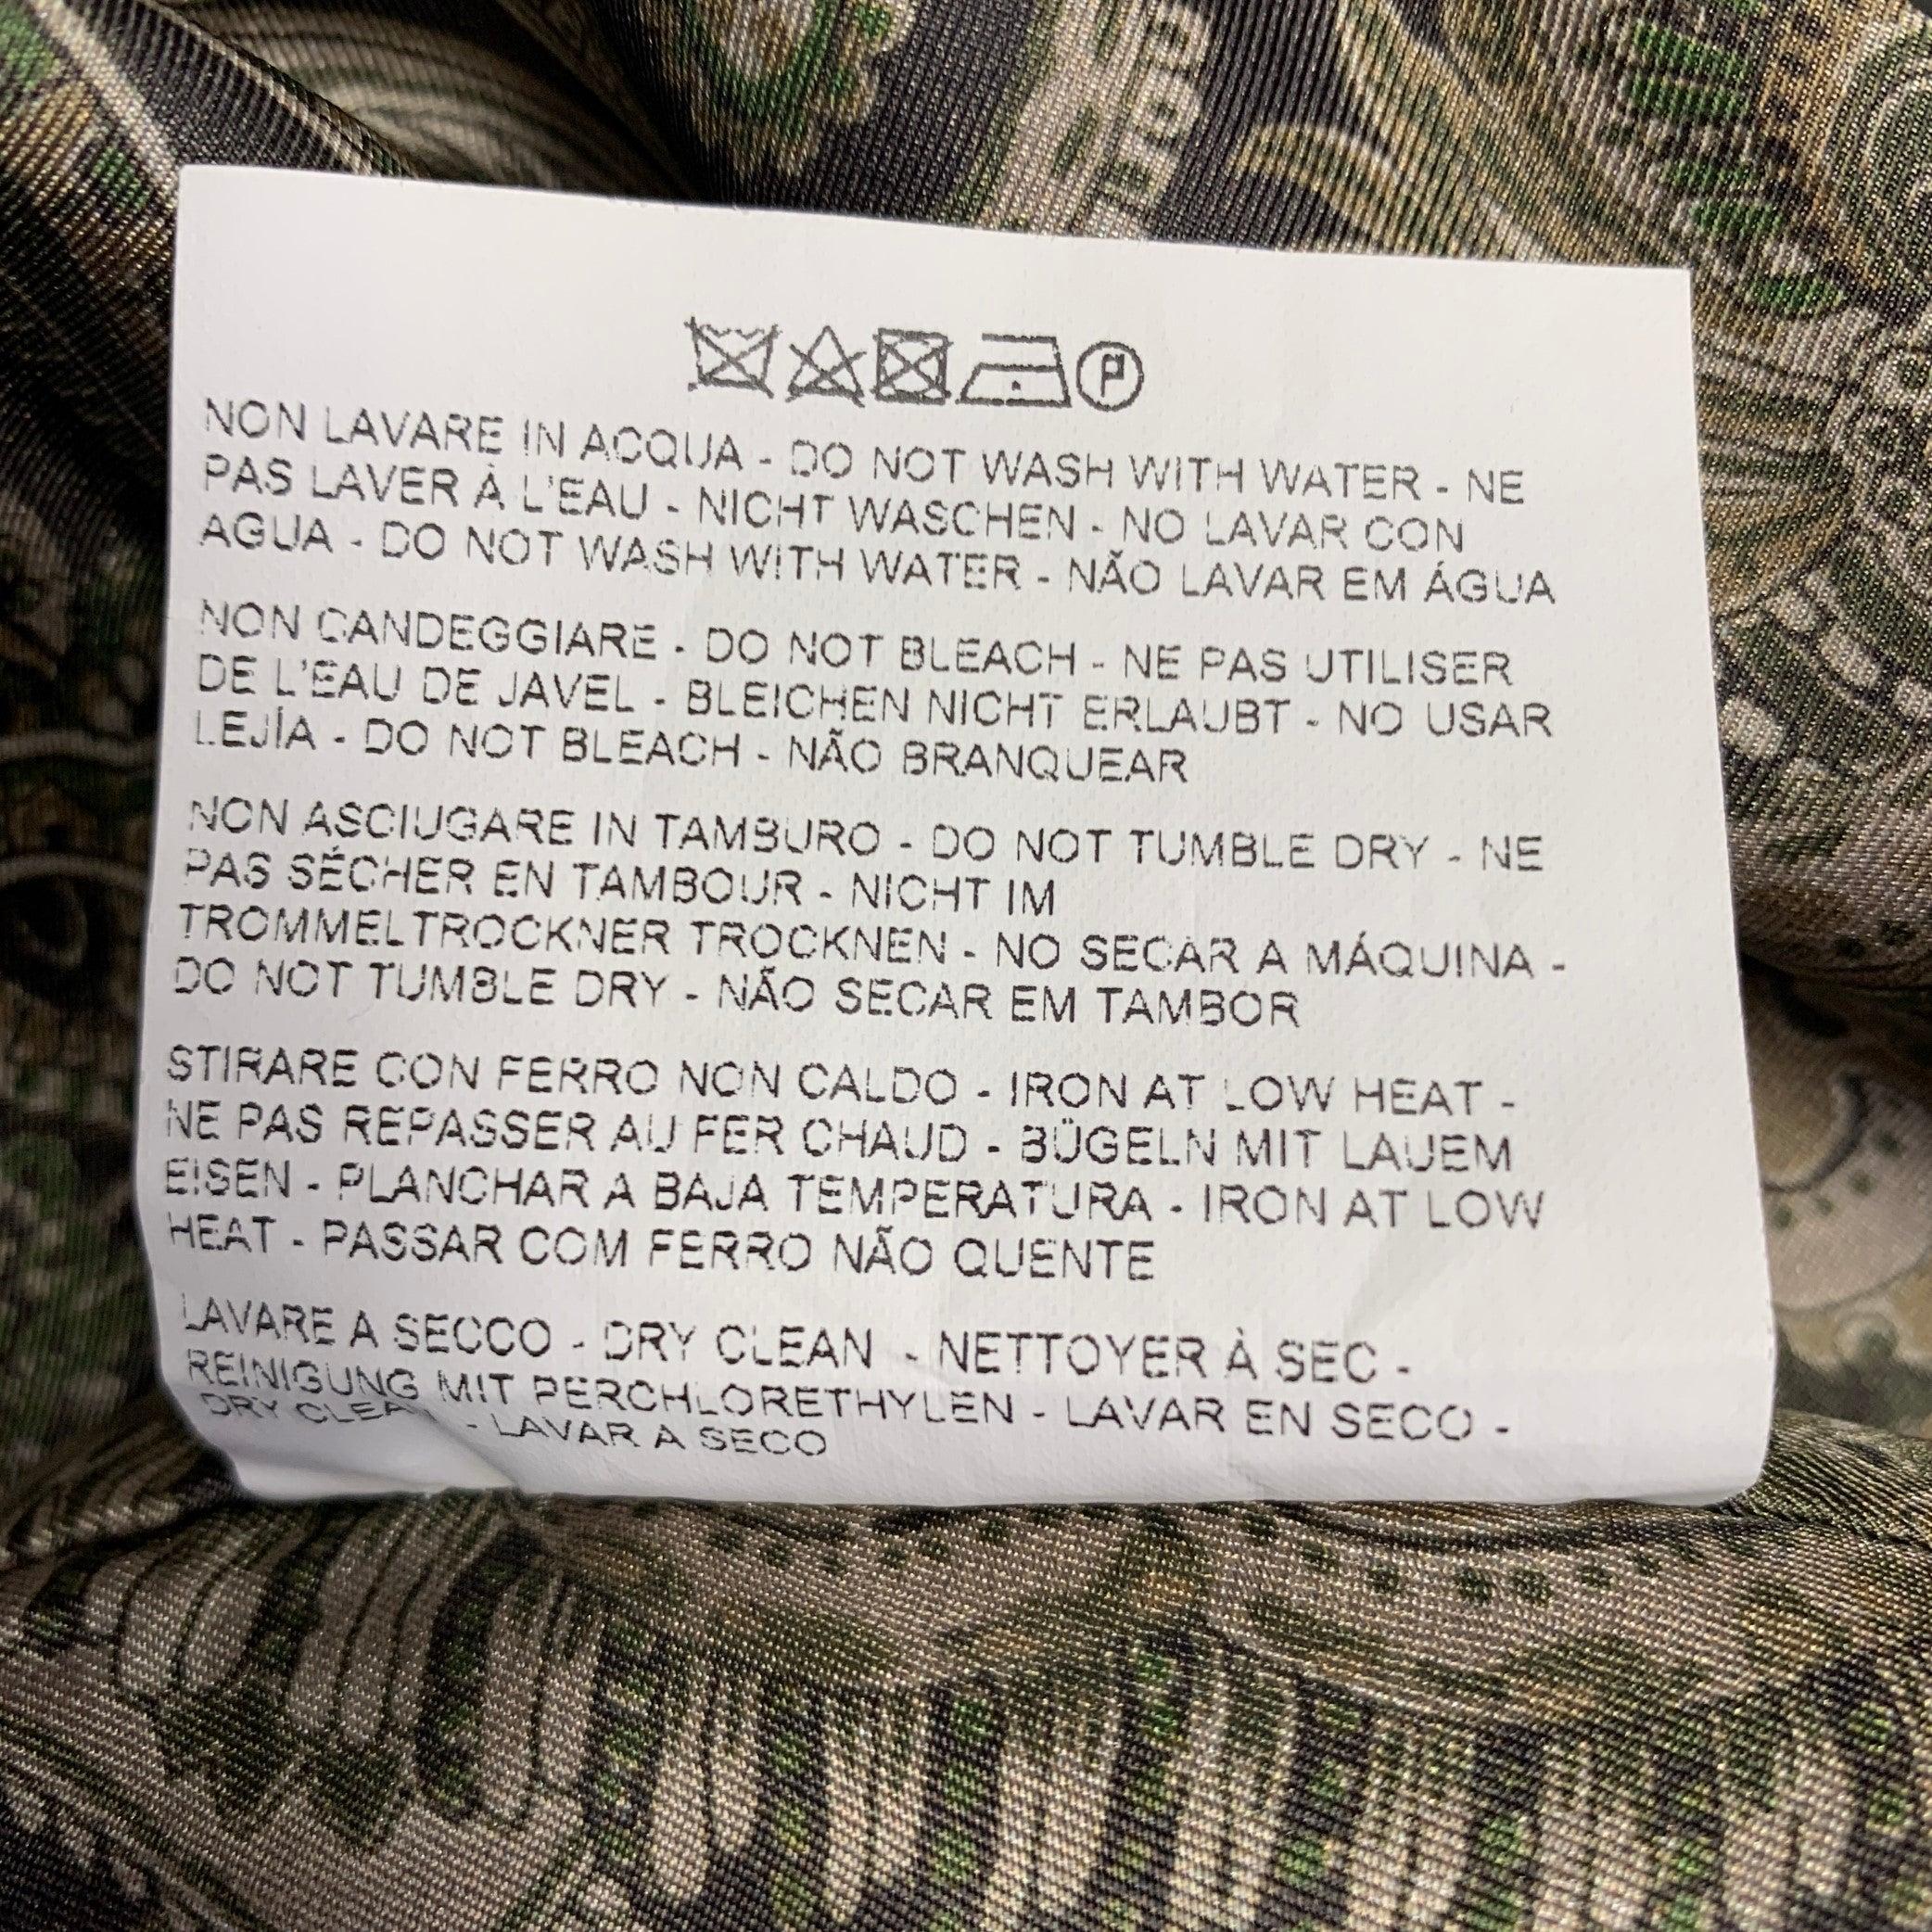 P
NON LAVARE IN ACQUA - DO NOT WASH WITH WATER - NE
PAS LAVER À L'EAU - NICHT WASCHEN - NO LAVAR CON
AGUA - DO NOT WASH WITH WATER - NÃO LAVAR EM ÁGUA
NON CANDEGGIARE - DO NOT BLEACH - NE PAS UTILISER
DE L'EAU DE JAVEL - BLEICHEN NICHT ERLAUBT - NO USAR
LEJÍA - DO NOT BLEACH - NÃO BRANQUEAR
NON ASCIUGARE IN TAMBURO - DO NOT TUMBLE DRY - NE
PAS SÉCHER EN TAMBOUR - NICHT IM
TROMMELTROCKNER TROCKNEN - NO SECAR A MÁQUINA -
DO NOT TUMBLE DRY - NÃO SECAR EM TAMBOR
STIRARE CON FERRO NON CALDO - IRON AT LOW HEAT -
NE PAS REPASSER AU FER CHAUD - BÜGELN MIT LAUEM
EISEN - PLANCHAR A BAJA TEMPERATURA - IRON AT LOW
HEAT - PASSAR COM FERRO NÃO QUENTE
LAVARE A SECCO - DRY CLEAN - NETTOYER À SEC -
REINIGUNG MIT PERCHLORETHYLEN - LAVAR EN SECO -
DRY CLEAN - LAVAR A SECO